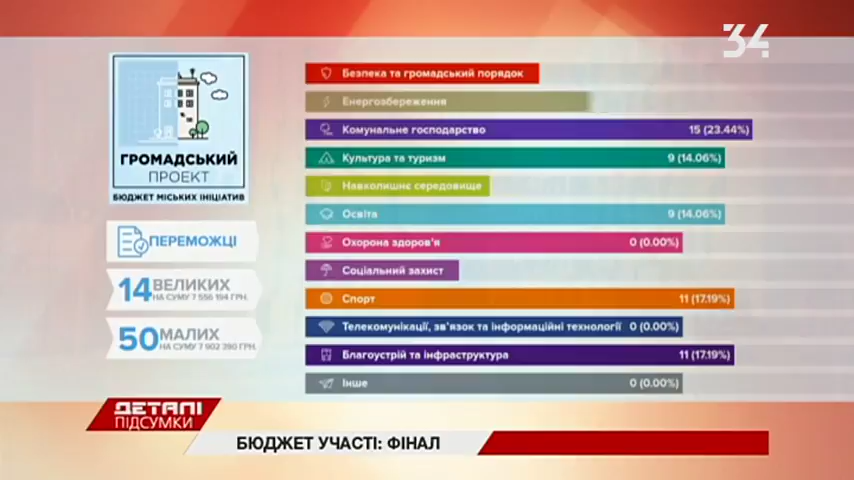 34
ГРОМАДСЬКИЙ
ПРОЕКТ
БЮДЖЕТ МІСЬКИХ ІНІЦІАТИВ
ПЕРЕМОЖЦІ
14 ВЕЛИКИХ
НА СУМУ 7 556 194 ГРН.
50 МАЛИХ
НА СУМУ 7 902 390 ГРН.
Безпека та громадський порядок
Енергозбереження
Комунальне господарство 15 (23.44%)
Культура та туризм 9 (14.06%)
Навколишнє середовище
Освіта 9 (14.06%)
Охорона здоров'я 0 (0.00%)
Соціальний захист
Спорт 11 (17.19%)
Телекомунікації, зв'язок та інформаційні технології 0 (0.00%)
Благоустрій та інфраструктура 11 (17.19%)
Інше 0 (0.00%)
ДЕТАЛІ
ПІДСУМКИ
БЮДЖЕТ УЧАСТІ: ФІНАЛ